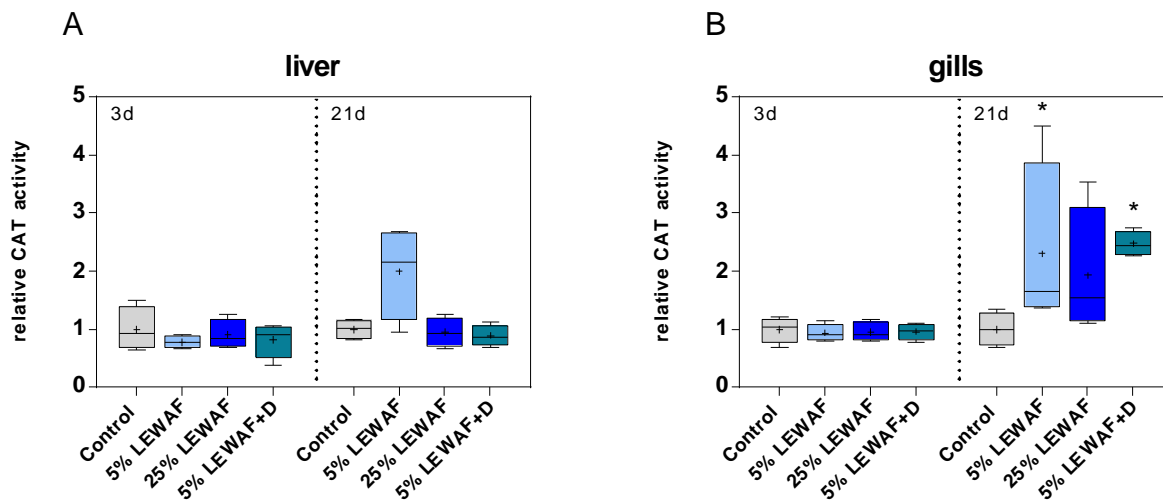 A
liver
relative CAT activity
5
4
3
2
1
0
3d
21d
Control
5% LEWAF
25% LEWAF
5% LEWAF+D
Control
5% LEWAF
25% LEWAF
5% LEWAF+D
B
gills
relative CAT activity
5
4
3
2
1
0
3d
21d
*
*
Control
5% LEWAF
25% LEWAF
5% LEWAF+D
Control
5% LEWAF
25% LEWAF
5% LEWAF+D